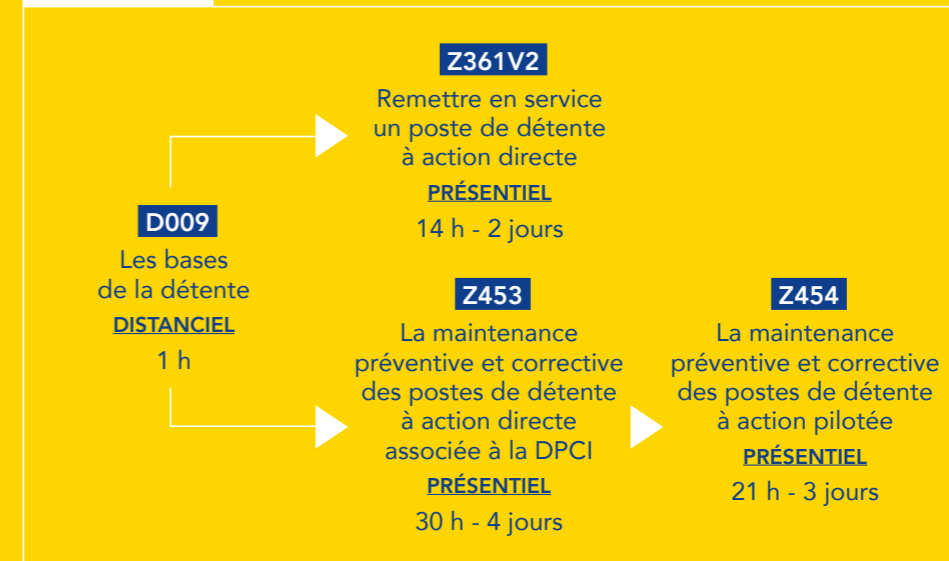 Z361V2
Remettre en service
un poste de détente
à action directe
PRÉSENTIEL
14 h - 2 jours
D009
Les bases
de la détente
DISTANCIEL
1 h
Z453
La maintenance
préventive et corrective
des postes de détente
à action directe
associée à la DPCI
PRÉSENTIEL
30 h - 4 jours
Z454
La maintenance
préventive et corrective
des postes de détente
à action pilotée
PRÉSENTIEL
21 h - 3 jours